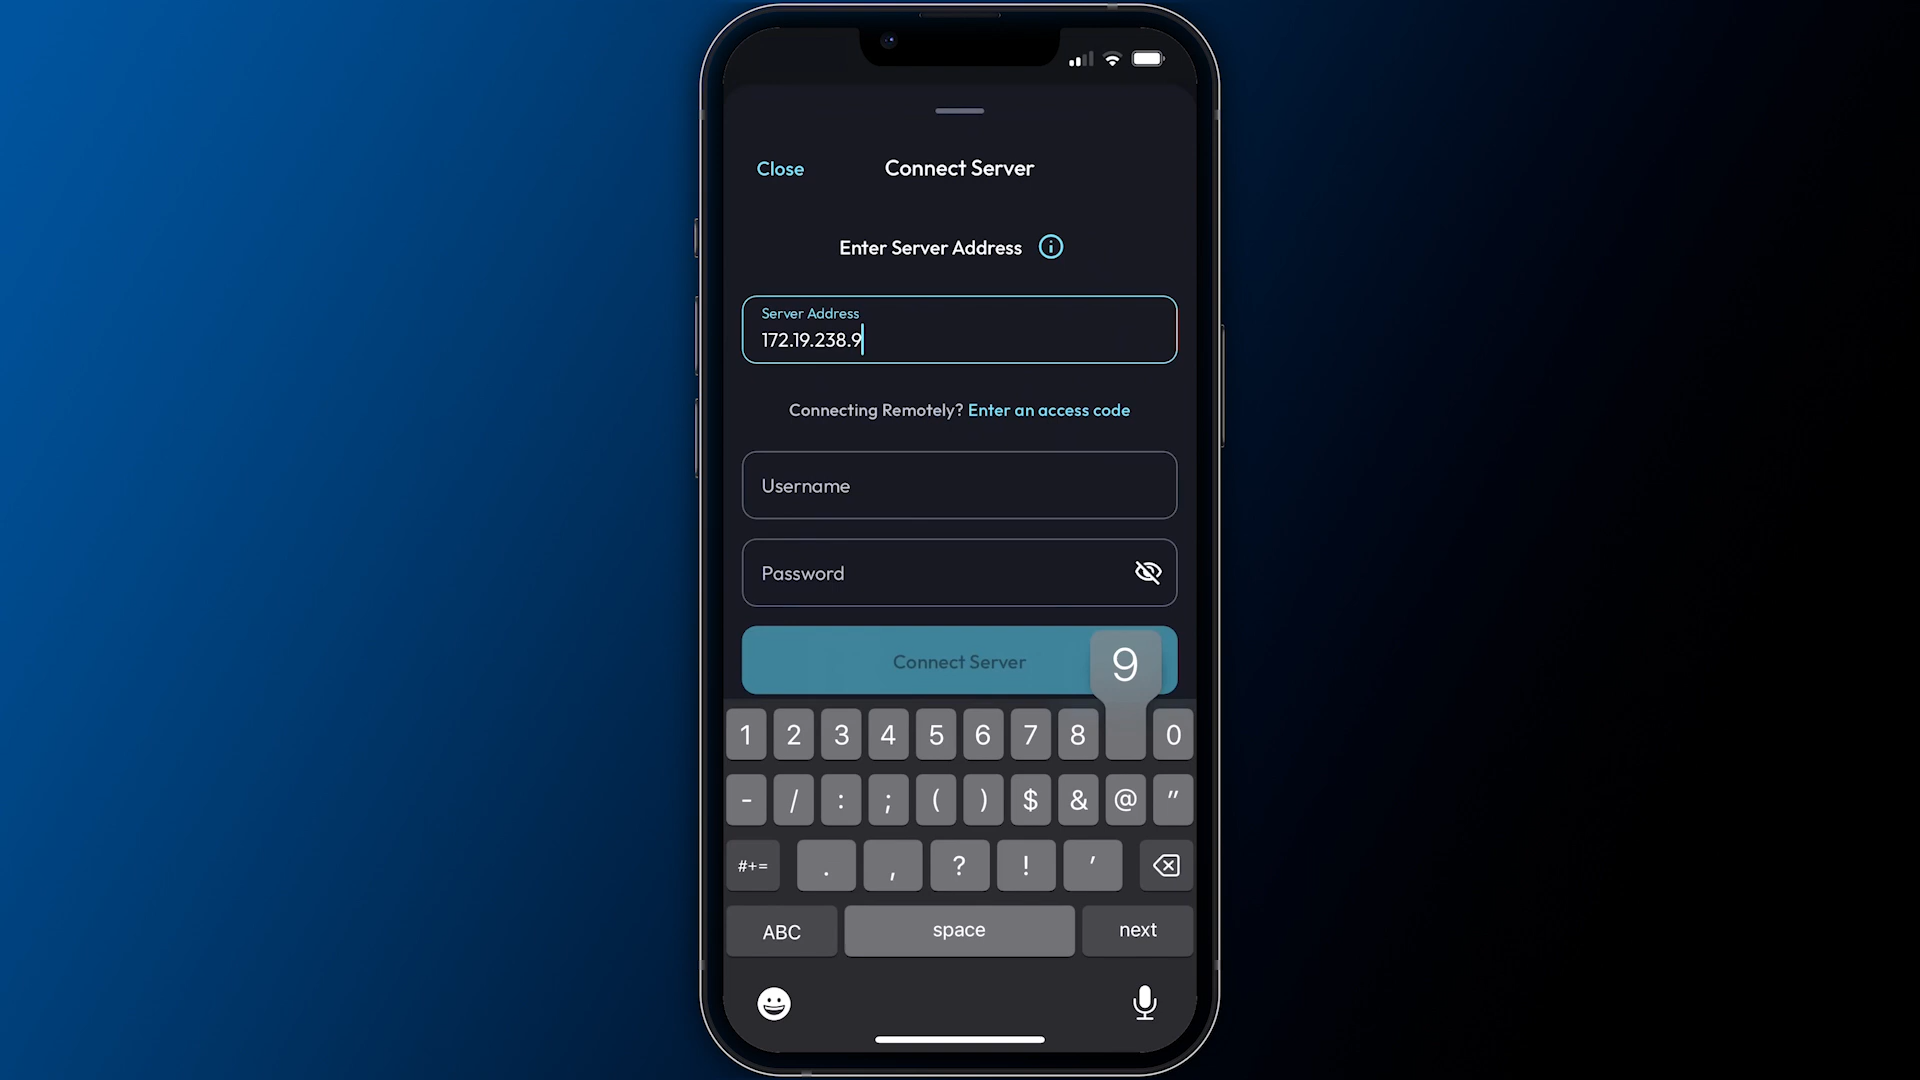 Close
Connect Server
Enter Server Address
Server Address
172.19.238.9
Connecting Remotely? Enter an access code
Username
Password
Connect Server
9
1 2 3 4 5 6 7 8 0
- / : ; ( ) $ & @ "
#+= . , ? ! '
ABC space next